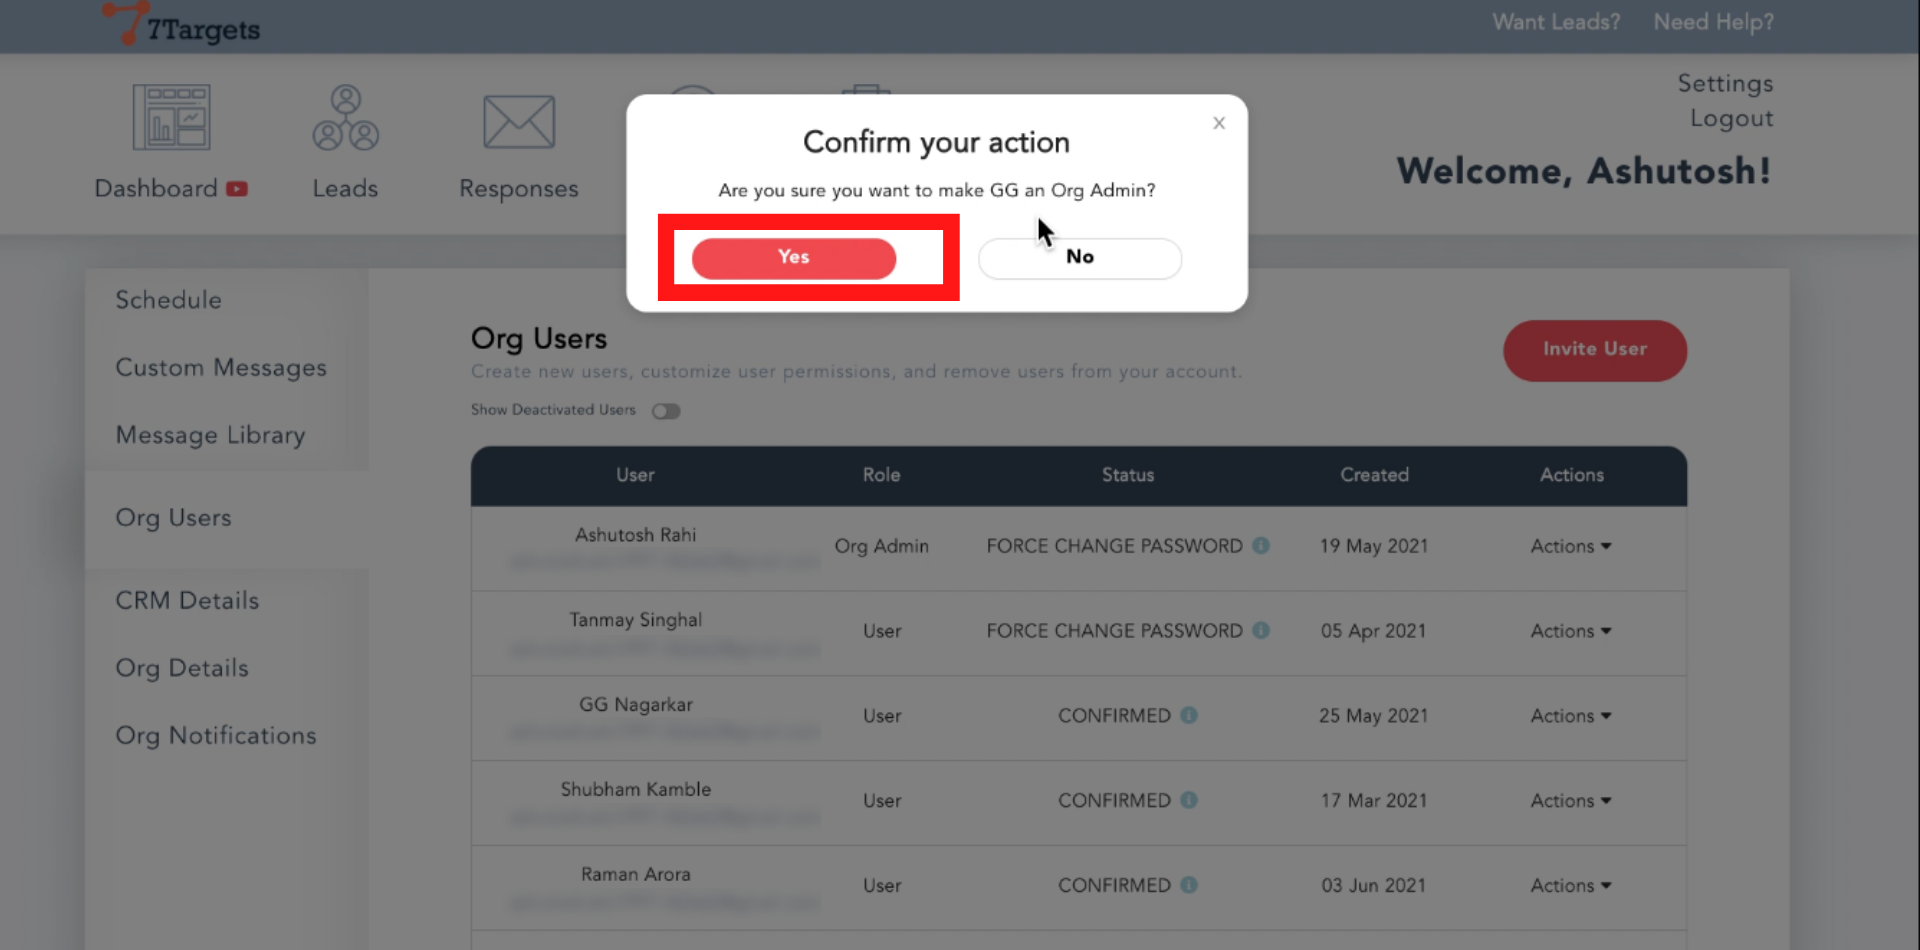 7Targets
Want Leads? Need Help?
Settings
Logout
Welcome, Ashutosh!
Dashboard
Leads
Responses
Confirm your action
x
Are you sure you want to make GG an Org Admin?
Yes
No
Schedule
Custom Messages
Message Library
Org Users
CRM Details
Org Details
Org Notifications
Org Users
Create new users, customize user permissions, and remove users from your account.
Show Deactivated Users
Invite User
User Role Status Created Actions
Ashutosh Rahi
Org Admin FORCE CHANGE PASSWORD 19 May 2021 Actions
Tanmay Singhal
User FORCE CHANGE PASSWORD 05 Apr 2021 Actions
GG Nagarkar
User CONFIRMED 25 May 2021 Actions
Shubham Kamble
User CONFIRMED 17 Mar 2021 Actions
Raman Arora
User CONFIRMED 03 Jun 2021 Actions